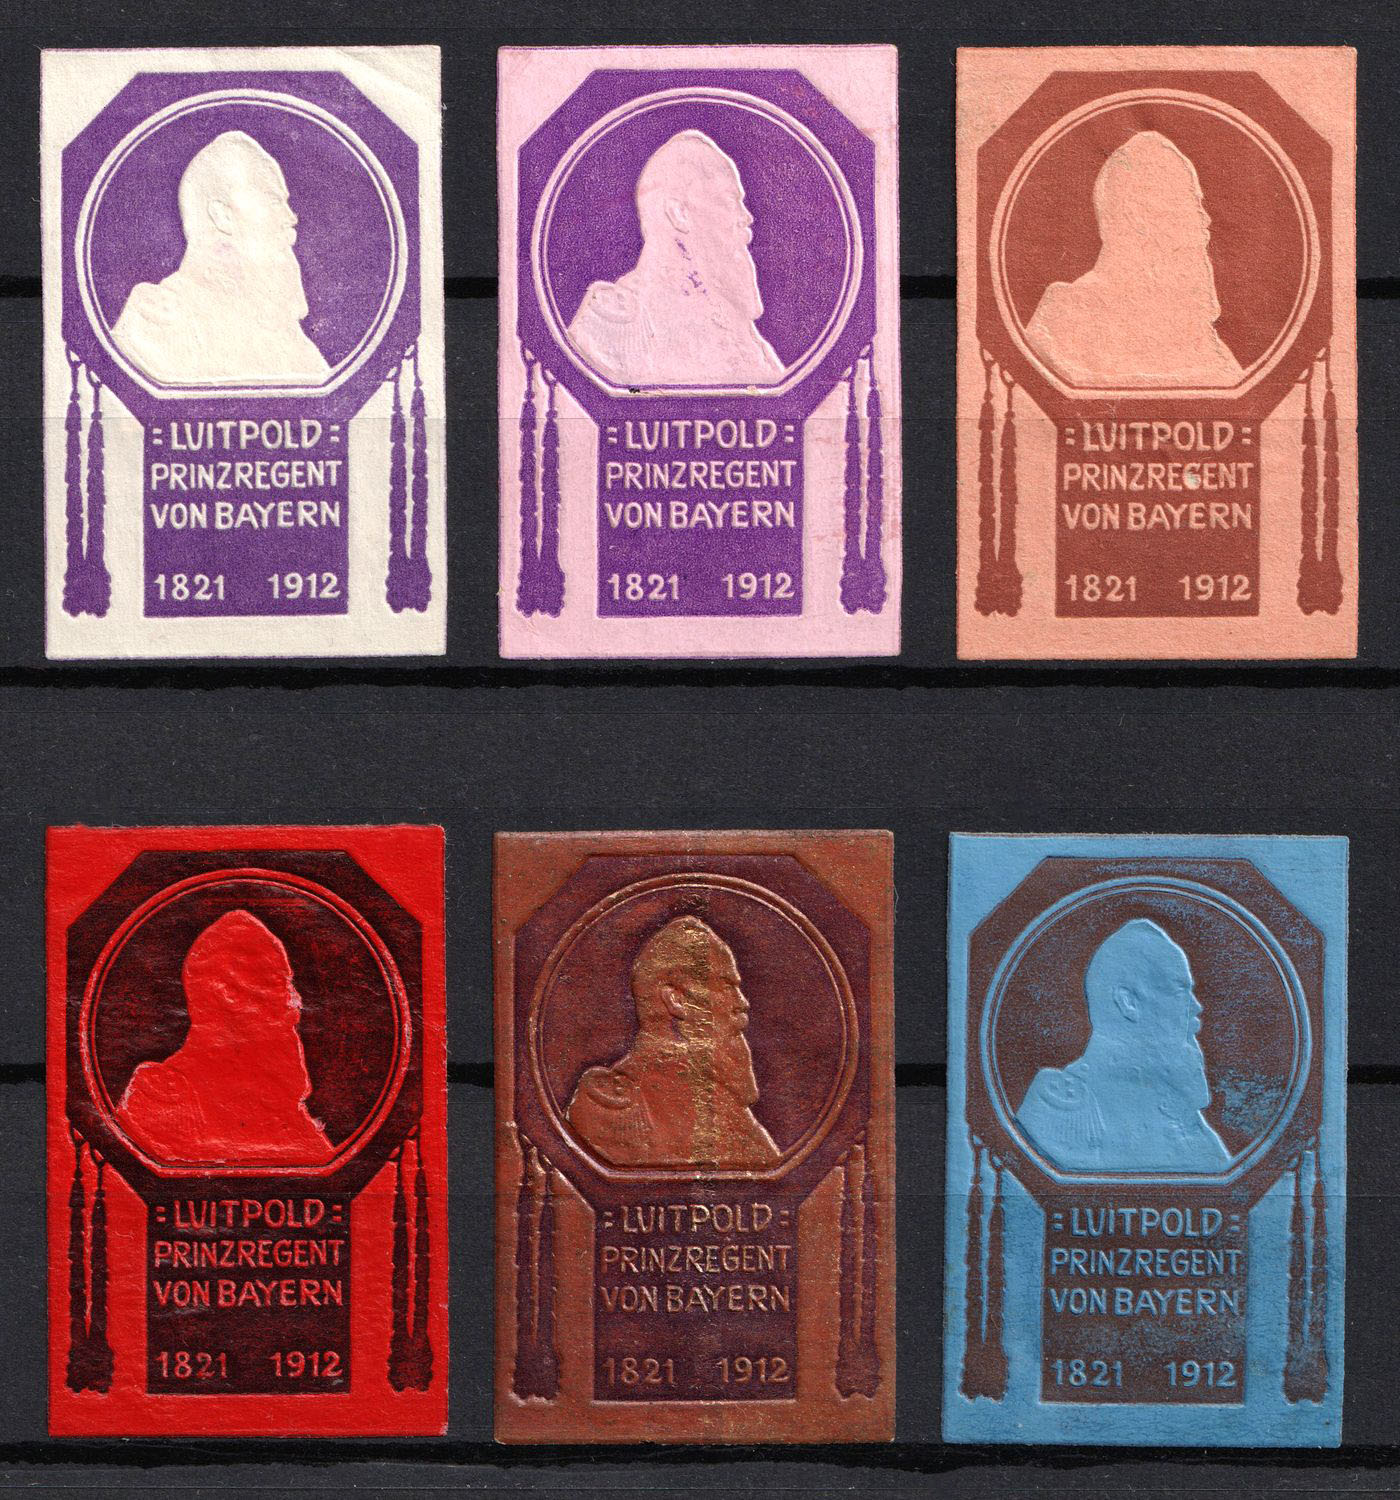 : LUITPOLD :
PRINZREGENT
VON BAYERN
1821 1912
: LUITPOLD :
PRINZREGENT
VON BAYERN
1821 1912
: LUITPOLD :
PRINZREGENT
VON BAYERN
1821 1912
: LUITPOLD :
PRINZREGENT
VON BAYERN
1821 1912
: LUITPOLD :
PRINZREGENT
VON BAYERN
1821 1912
: LUITPOLD :
PRINZREGENT
VON BAYERN
1821 1912